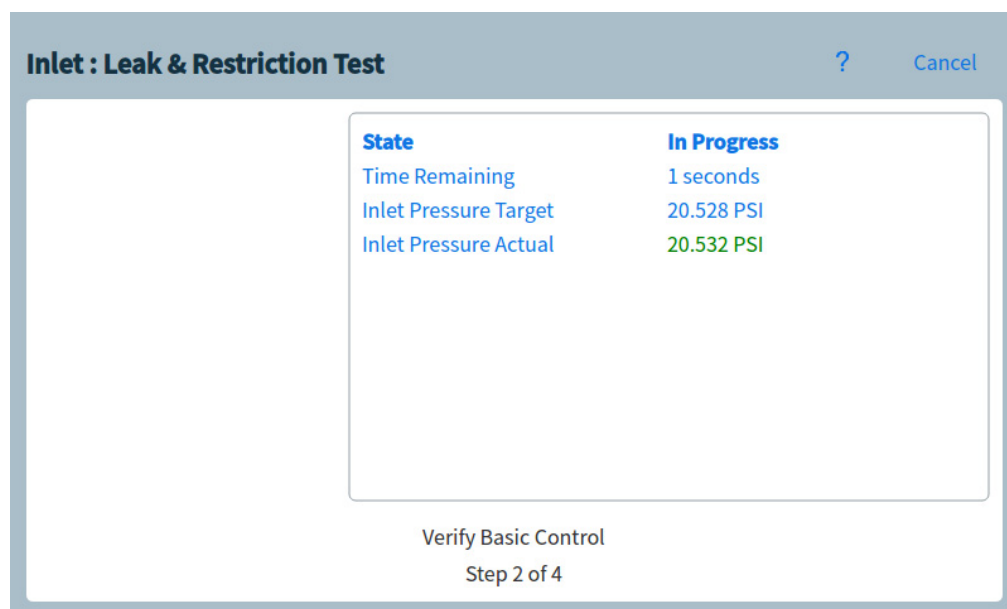 Inlet : Leak & Restriction Test ? Cancel
State In Progress
Time Remaining 1 seconds
Inlet Pressure Target 20.528 PSI
Inlet Pressure Actual 20.532 PSI
Verify Basic Control
Step 2 of 4